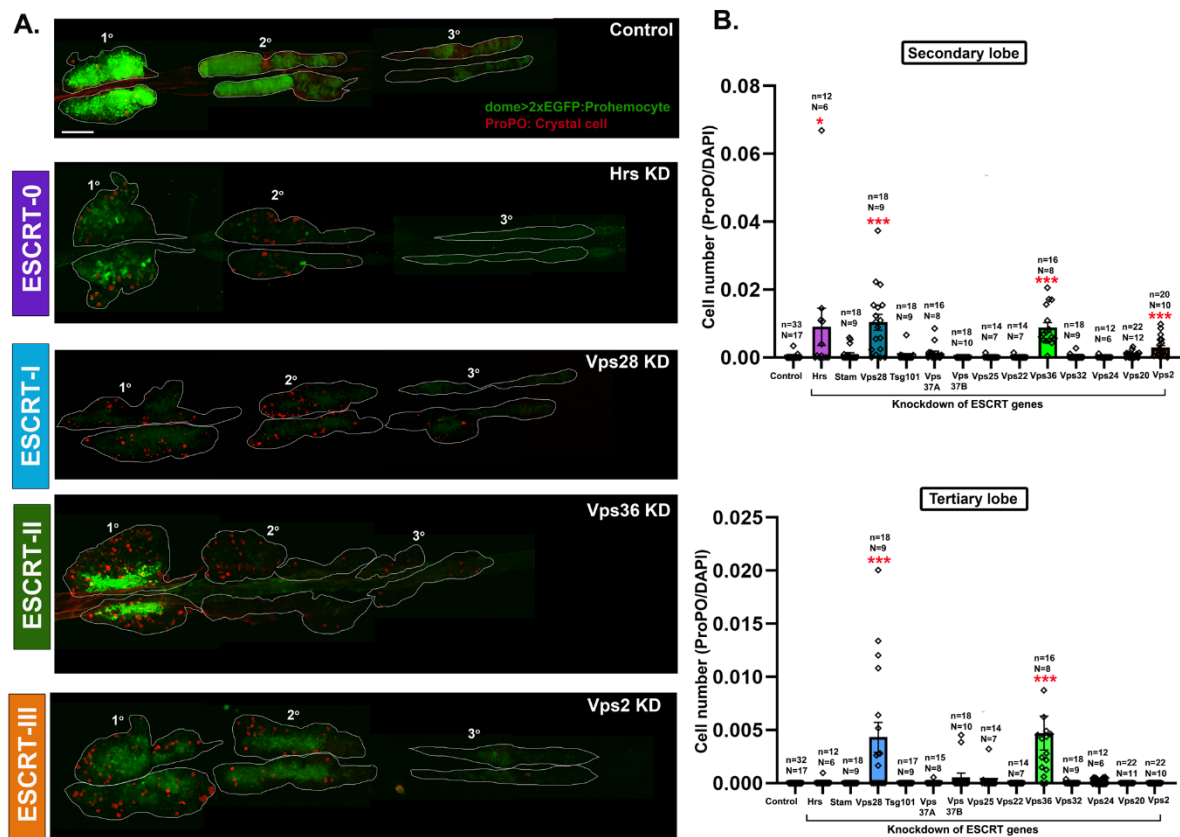 A.
1°
2°
3°
Control
dome>2xEGFP:Prohemocyte
ProPO: Crystal cell
ESCRT-0
Hrs KD
1°
2°
3°
ESCRT-I
Vps28 KD
1°
2°
3°
ESCRT-II
Vps36 KD
1°
2°
3°
ESCRT-III
Vps2 KD
1°
2°
3°
B.
Secondary lobe
Cell number (ProPO/DAPI)
0.08
0.06
0.04
0.02
0.00
n=33
N=17
n=12
N=6
*
n=18
N=9
n=18
N=9
***
n=18
N=9
n=16
N=8
n=18
N=10
n=14
N=7
n=14
N=7
n=16
N=8
***
n=18
N=9
n=12
N=6
n=22
N=12
n=20
N=10
***
Control Hrs Stam Vps28 Tsg101 Vps 37A Vps 37B Vps25 Vps22 Vps36 Vps32 Vps24 Vps20 Vps2
Knockdown of ESCRT genes
Tertiary lobe
Cell number (ProPO/DAPI)
0.025
0.020
0.015
0.010
0.005
0.000
n=32
N=17
n=12
N=6
n=18
N=9
n=18
N=9
***
n=17
N=9
n=15
N=8
n=18
N=10
n=14
N=7
n=14
N=7
n=16
N=8
***
n=18
N=9
n=12
N=6
n=22
N=11
n=22
N=10
Control Hrs Stam Vps28 Tsg101 Vps 37A Vps 37B Vps25 Vps22 Vps36 Vps32 Vps24 Vps20 Vps2
Knockdown of ESCRT genes